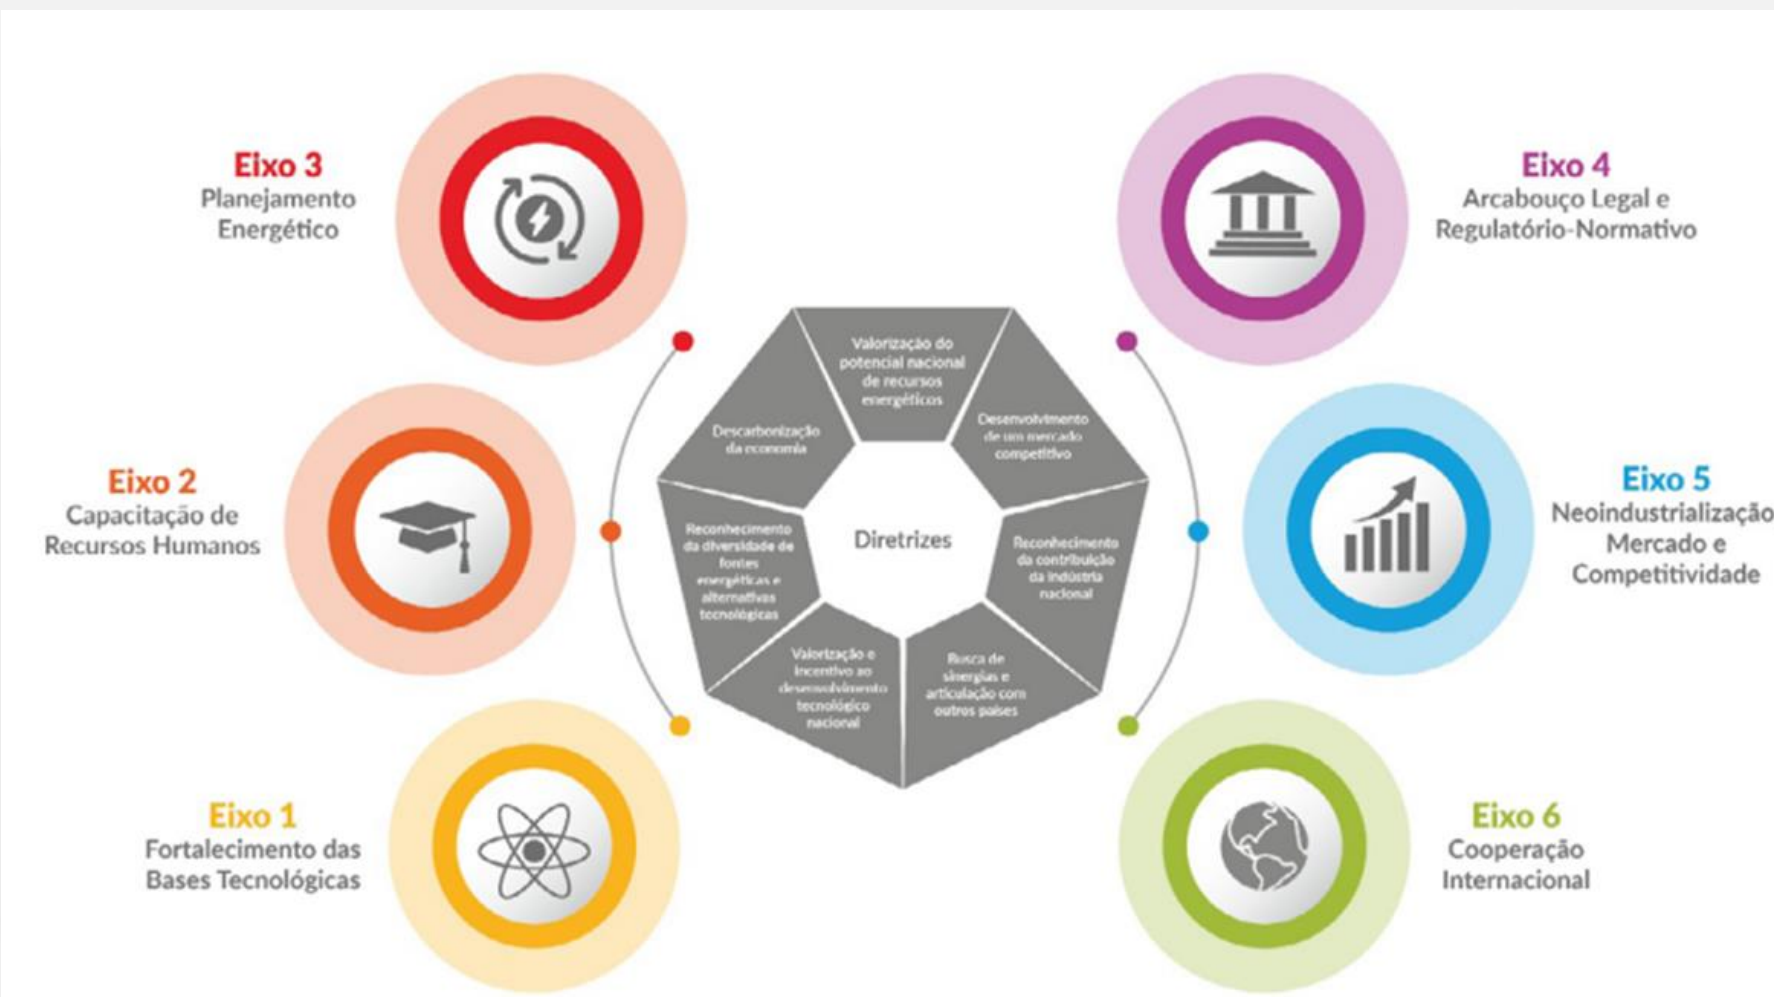 Eixo 3
Planejamento
Energético
Eixo 2
Capacitação de
Recursos Humanos
Eixo 1
Fortalecimento das
Bases Tecnológicas
Valorização do
potencial nacional
de recursos
energéticos
Desenvolvimento
de um mercado
competitivo
Reconhecimento
da contribuição
da indústria
nacional
Busca de
sinergias e
articulação com
outros países
Valorização e
incentivo ao
desenvolvimento
tecnológico
nacional
Reconhecimento
da diversidade de
fontes
energéticas e
alternativas
tecnológicas
Descarbonização
da economia
Diretrizes
Eixo 4
Arcabouço Legal e
Regulatório-Normativo
Eixo 5
Neoindustrialização
Mercado e
Competitividade
Eixo 6
Cooperação
Internacional